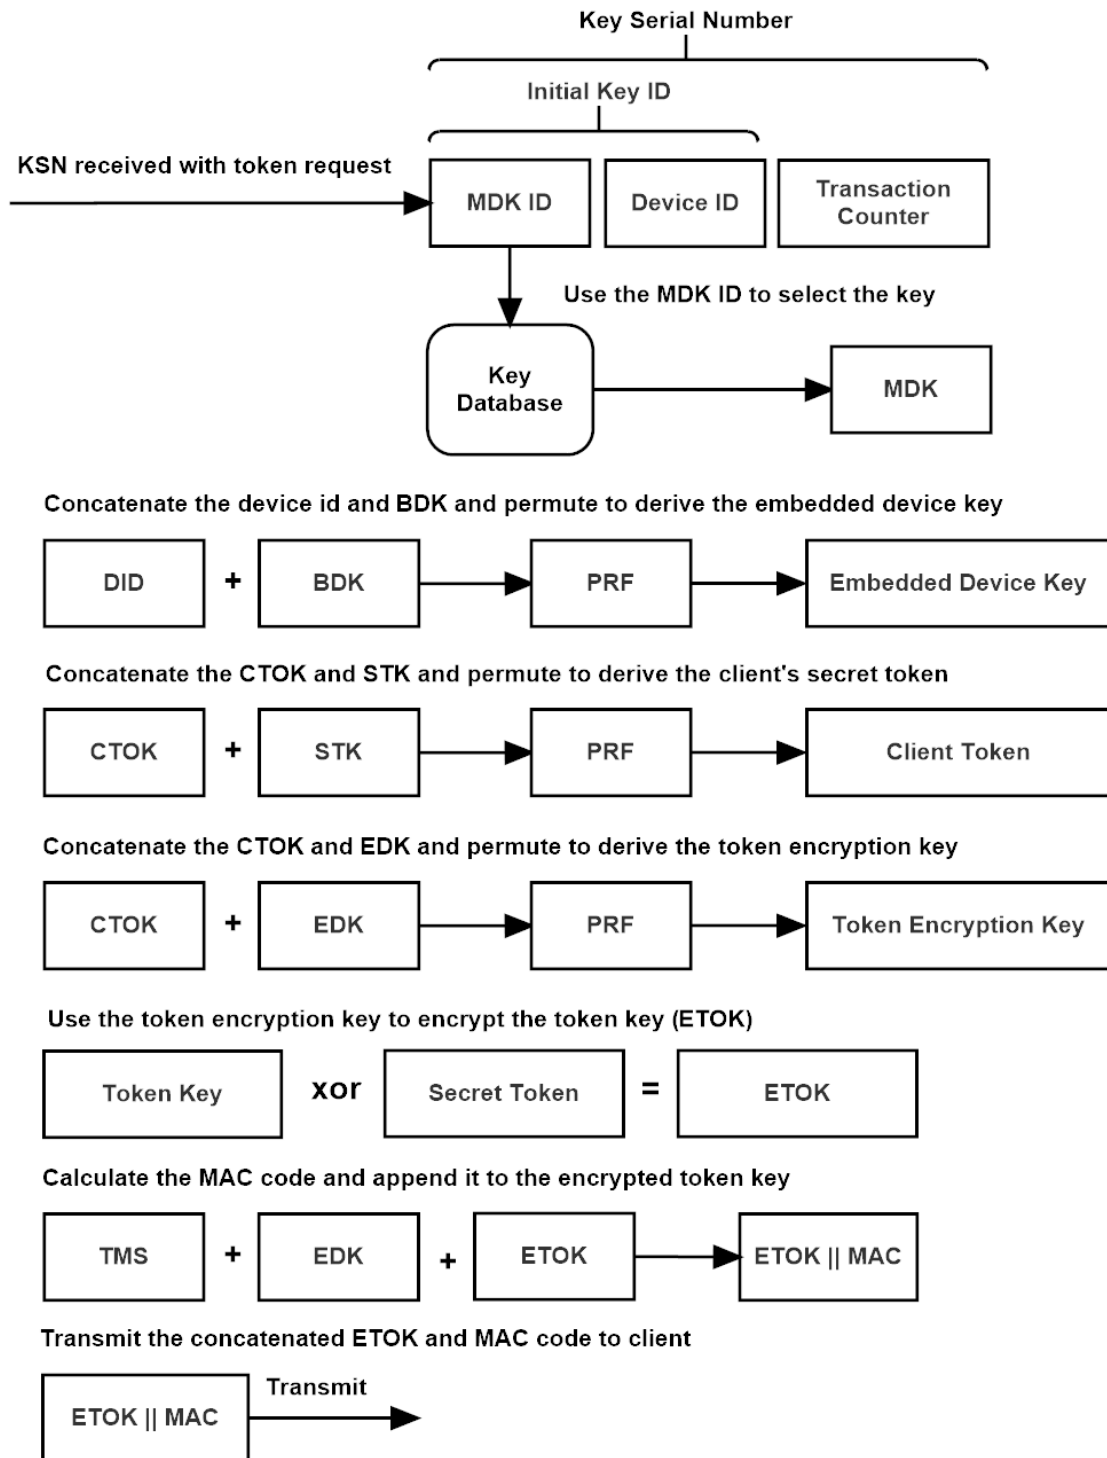 Key Serial Number
Initial Key ID
KSN received with token request
MDK ID
Device ID
Transaction
Counter
Use the MDK ID to select the key
Key
Database
MDK
Concatenate the device id and BDK and permute to derive the embedded device key
DID + BDK PRF Embedded Device Key
Concatenate the CTOK and STK and permute to derive the client's secret token
CTOK + STK PRF Client Token
Concatenate the CTOK and EDK and permute to derive the token encryption key
CTOK + EDK PRF Token Encryption Key
Use the token encryption key to encrypt the token key (ETOK)
Token Key xor Secret Token = ETOK
Calculate the MAC code and append it to the encrypted token key
TMS + EDK + ETOK ETOK || MAC
Transmit the concatenated ETOK and MAC code to client
ETOK || MAC Transmit